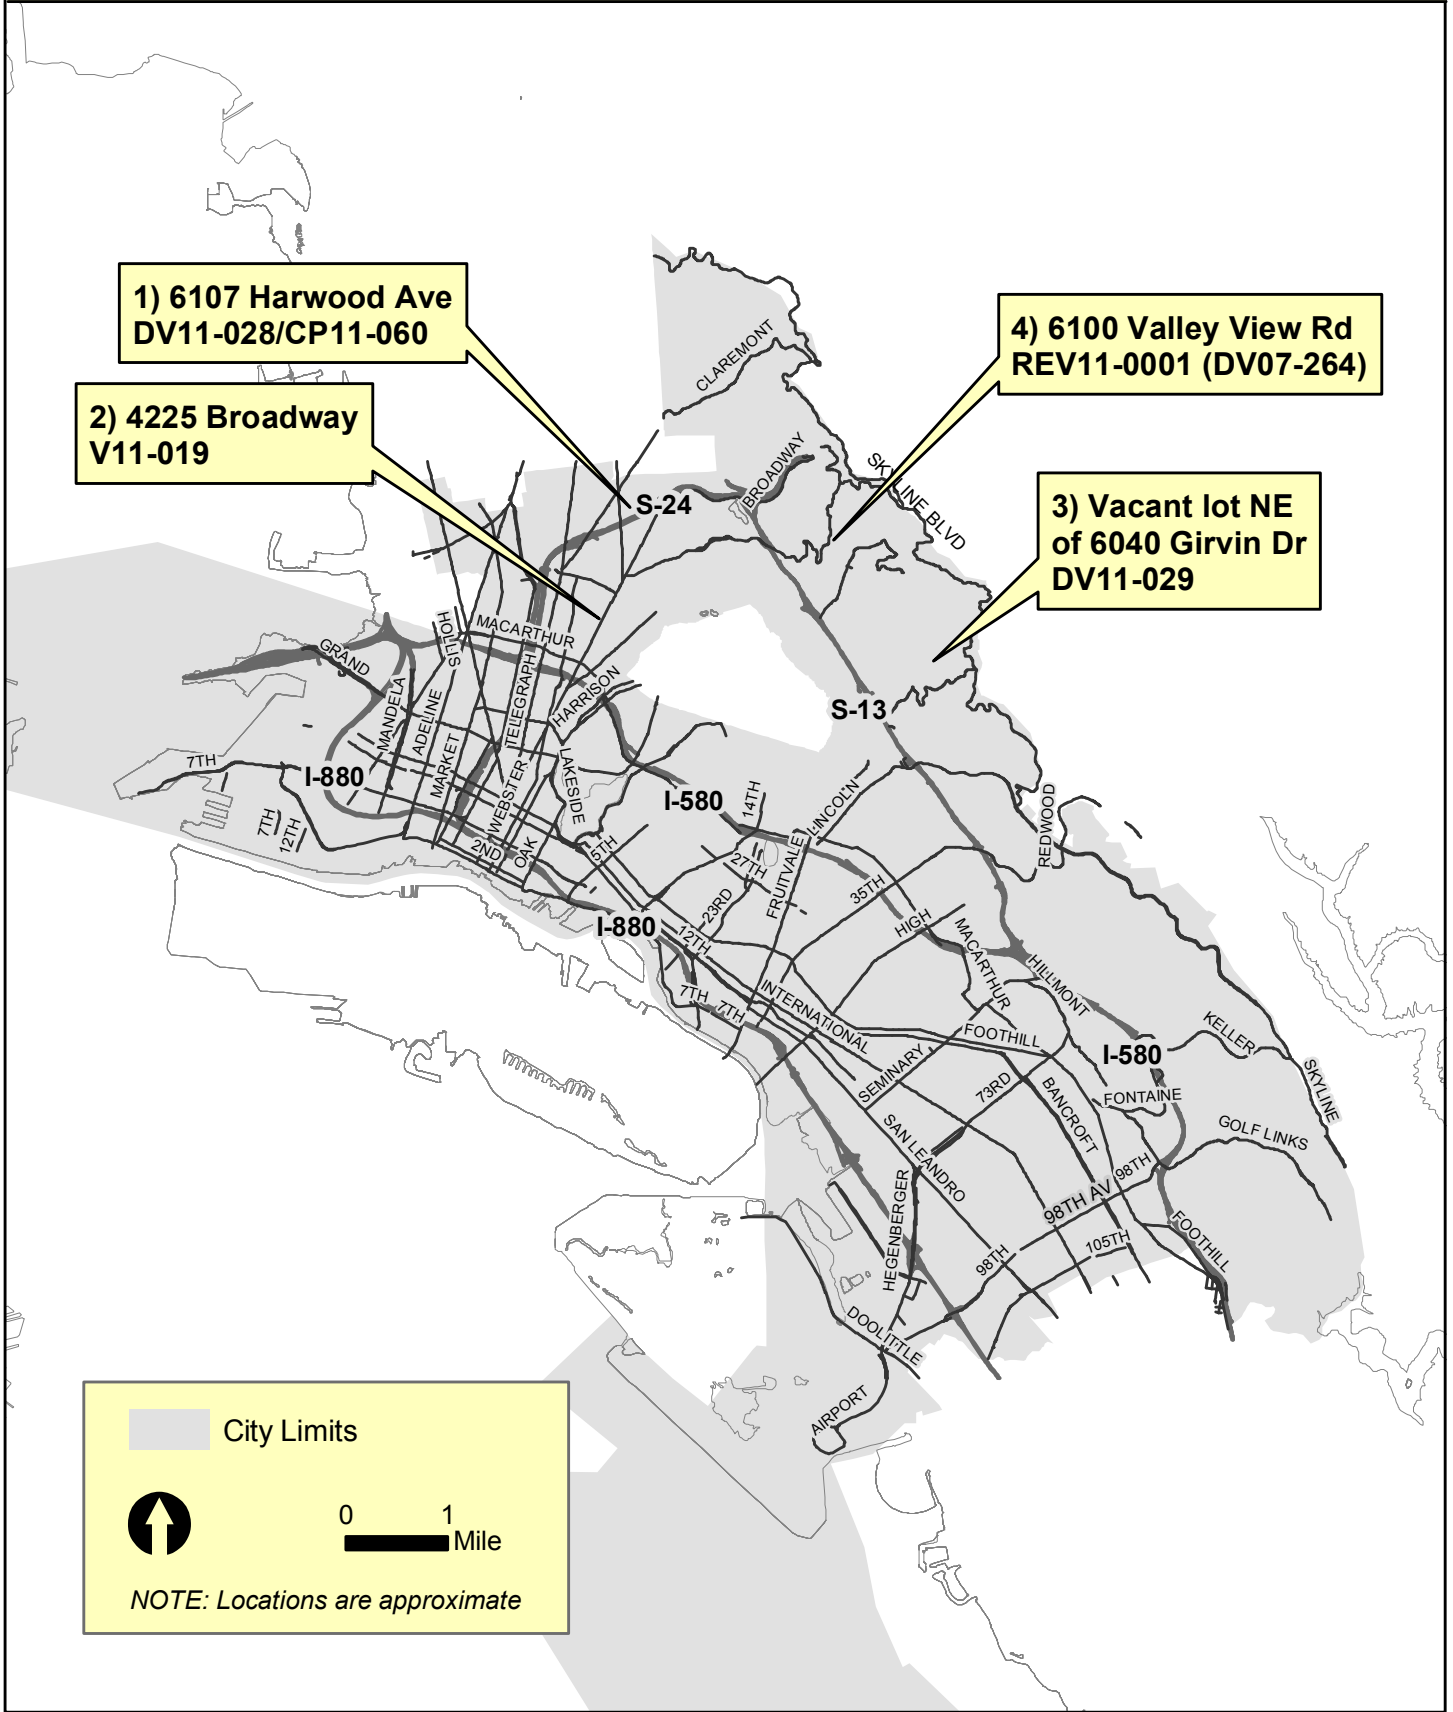 1) 6107 Harwood Ave
DV11-028/CP11-060
4) 6100 Valley View Rd
REV11-0001 (DV07-264)
2) 4225 Broadway
V11-019
3) Vacant lot NE
of 6040 Girvin Dr
DV11-029
CLAREMONT
BROADWAY
SKYLINE BLVD
S-24
HOLLIS
MACARTHUR
GRAND
TELEGRAPH
HARRISON
MANDELA
ADELINE
MARKET
WEBSTER
LAKESIDE
S-13
7TH
I-880
7TH
12TH
2ND
OAK
5TH
I-580
14TH
LINCOLN
REDWOOD
27TH
FRUITVALE
35TH
23RD
HIGH
I-880
12TH
MACARTHUR
HILLMONT
7TH
7TH
INTERNATIONAL
FOOTHILL
KELLER
I-580
SEMINARY
73RD
BANCROFT
FONTAINE
SKYLINE
SAN LEANDRO
GOLF LINKS
98TH
98TH AV
HEGENBERGER
98TH
105TH
FOOTHILL
DOOLITTLE
AIRPORT
City Limits
0 1
Mile
NOTE: Locations are approximate